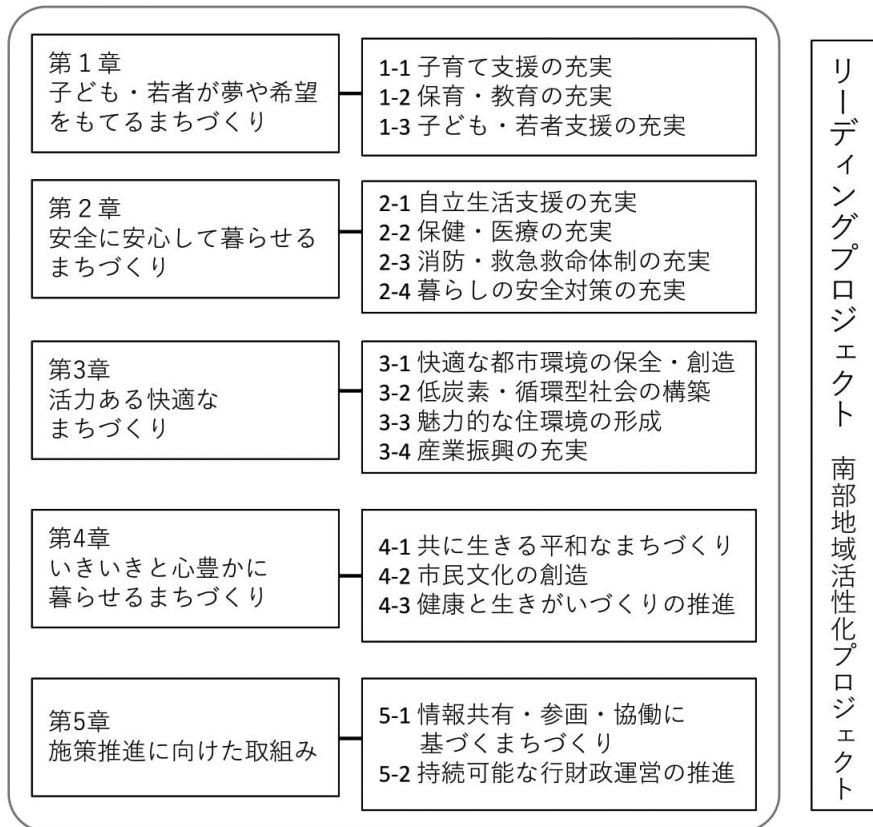 第1章
子ども・若者が夢や希望
をもてるまちづくり
1-1 子育て支援の充実
1-2 保育・教育の充実
1-3 子ども・若者支援の充実
第2章
安全に安心して暮らせる
まちづくり
2-1 自立生活支援の充実
2-2 保健・医療の充実
2-3 消防・救急救命体制の充実
2-4 暮らしの安全対策の充実
第3章
活力ある快適な
まちづくり
3-1 快適な都市環境の保全・創造
3-2 低炭素・循環型社会の構築
3-3 魅力的な住環境の形成
3-4 産業振興の充実
第4章
いきいきと心豊かに
暮らせるまちづくり
4-1 共に生きる平和なまちづくり
4-2 市民文化の創造
4-3 健康と生きがいづくりの推進
第5章
施策推進に向けた取組み
5-1 情報共有・参画・協働に
基づくまちづくり
5-2 持続可能な行財政運営の推進
リーディングプロジェクト 南部地域活性化プロジェクト